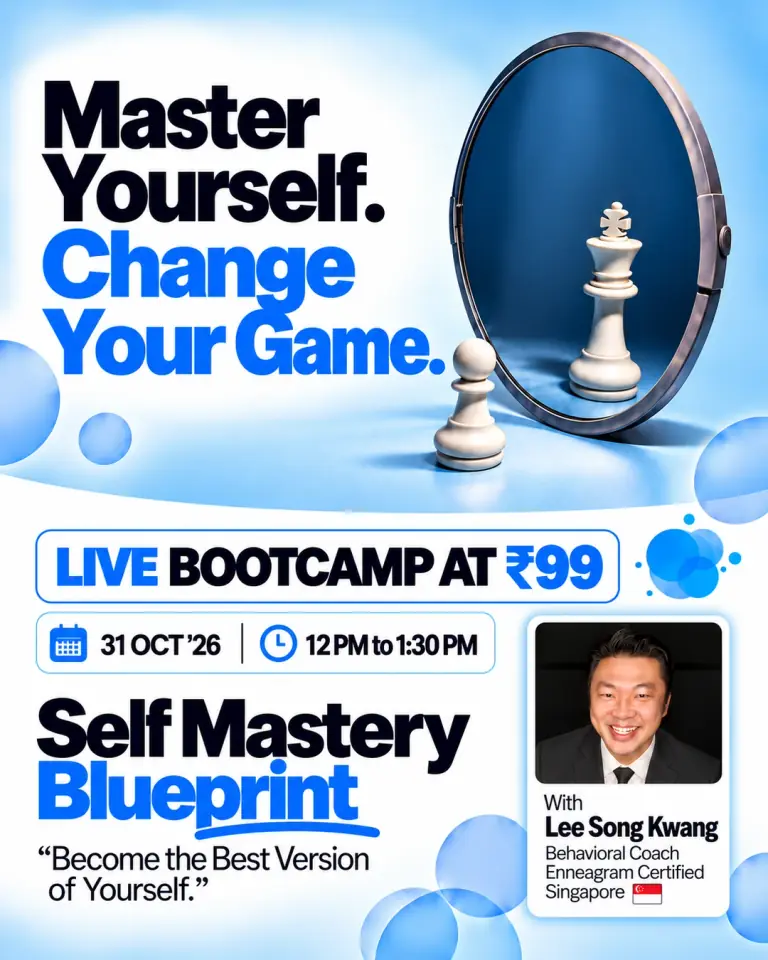 Master
Yourself.
Change
Your Game.
LIVE BOOTCAMP AT ₹99
31 OCT '26 | 12 PM to 1:30 PM
Self Mastery
Blueprint
“Become the Best Version
of Yourself.”
With
Lee Song Kwang
Behavioral Coach
Enneagram Certified
Singapore